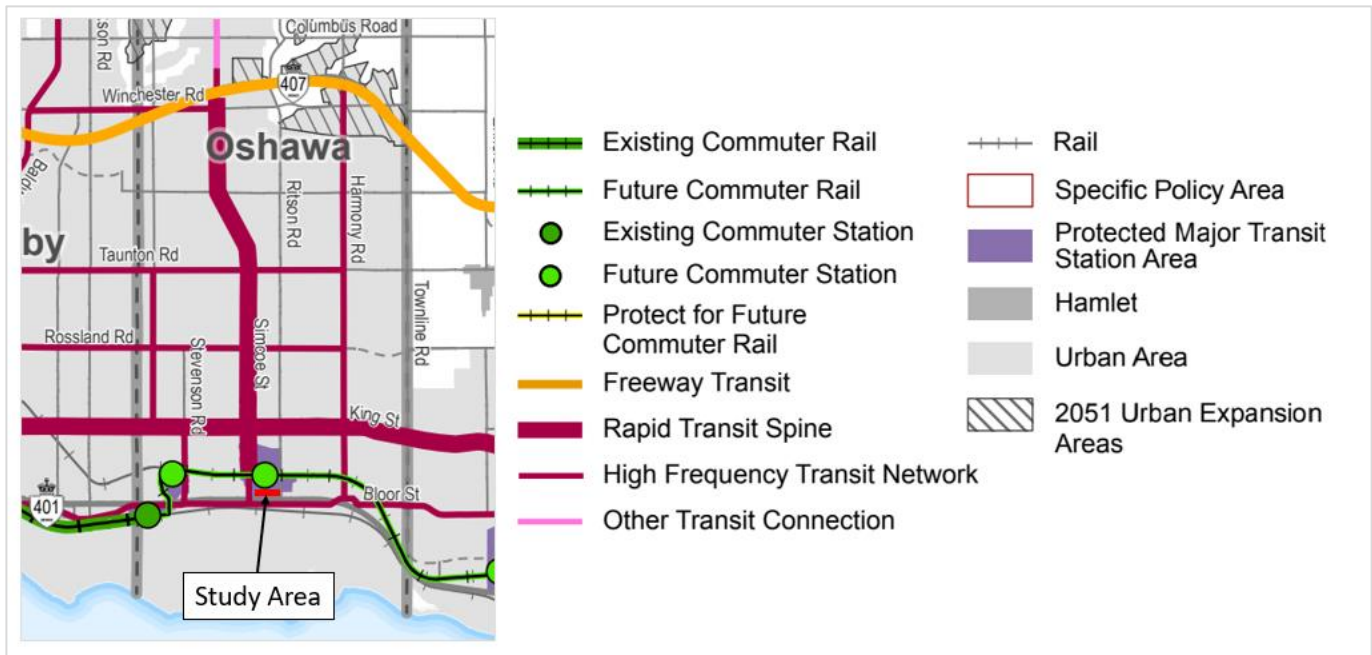 son Rd
Columbus Road
407
Winchester Rd
Oshawa
Baldw
Ritson Rd
Harmony Rd
by
Taunton Rd
Townline Rd
Rossland Rd
Stevenson Rd
Simcoe St
King St
Bloor St
401
Study Area
Existing Commuter Rail
Future Commuter Rail
Existing Commuter Station
Future Commuter Station
Protect for Future
Commuter Rail
Freeway Transit
Rapid Transit Spine
High Frequency Transit Network
Other Transit Connection
Rail
Specific Policy Area
Protected Major Transit
Station Area
Hamlet
Urban Area
2051 Urban Expansion
Areas